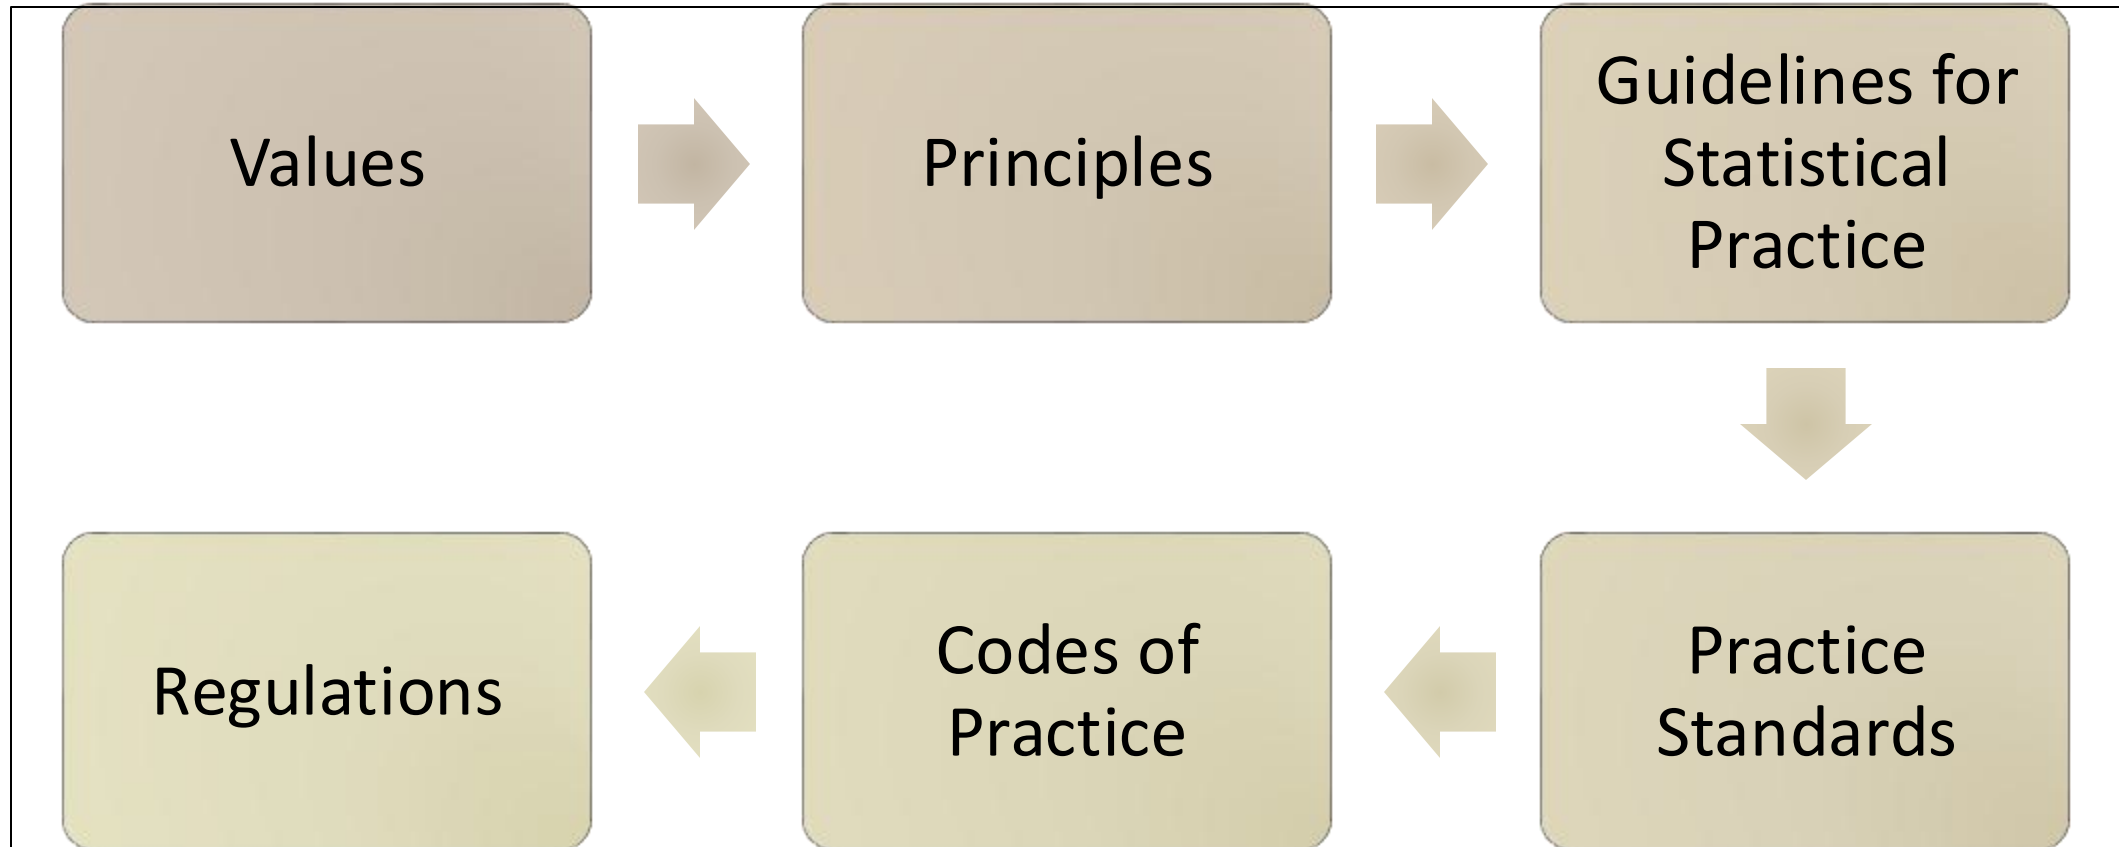 Values
Principles
Guidelines for
Statistical
Practice
Practice
Standards
Codes of
Practice
Regulations